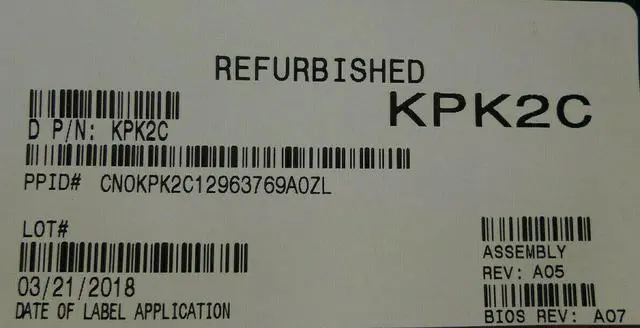 REFURBISHED
KPK2C
D P/N: KPK2C
PPID# CN0KPK2C12963769A0ZL
LOT#
ASSEMBLY
REV: A05
03/21/2018
DATE OF LABEL APPLICATION
BIOS REV: A07